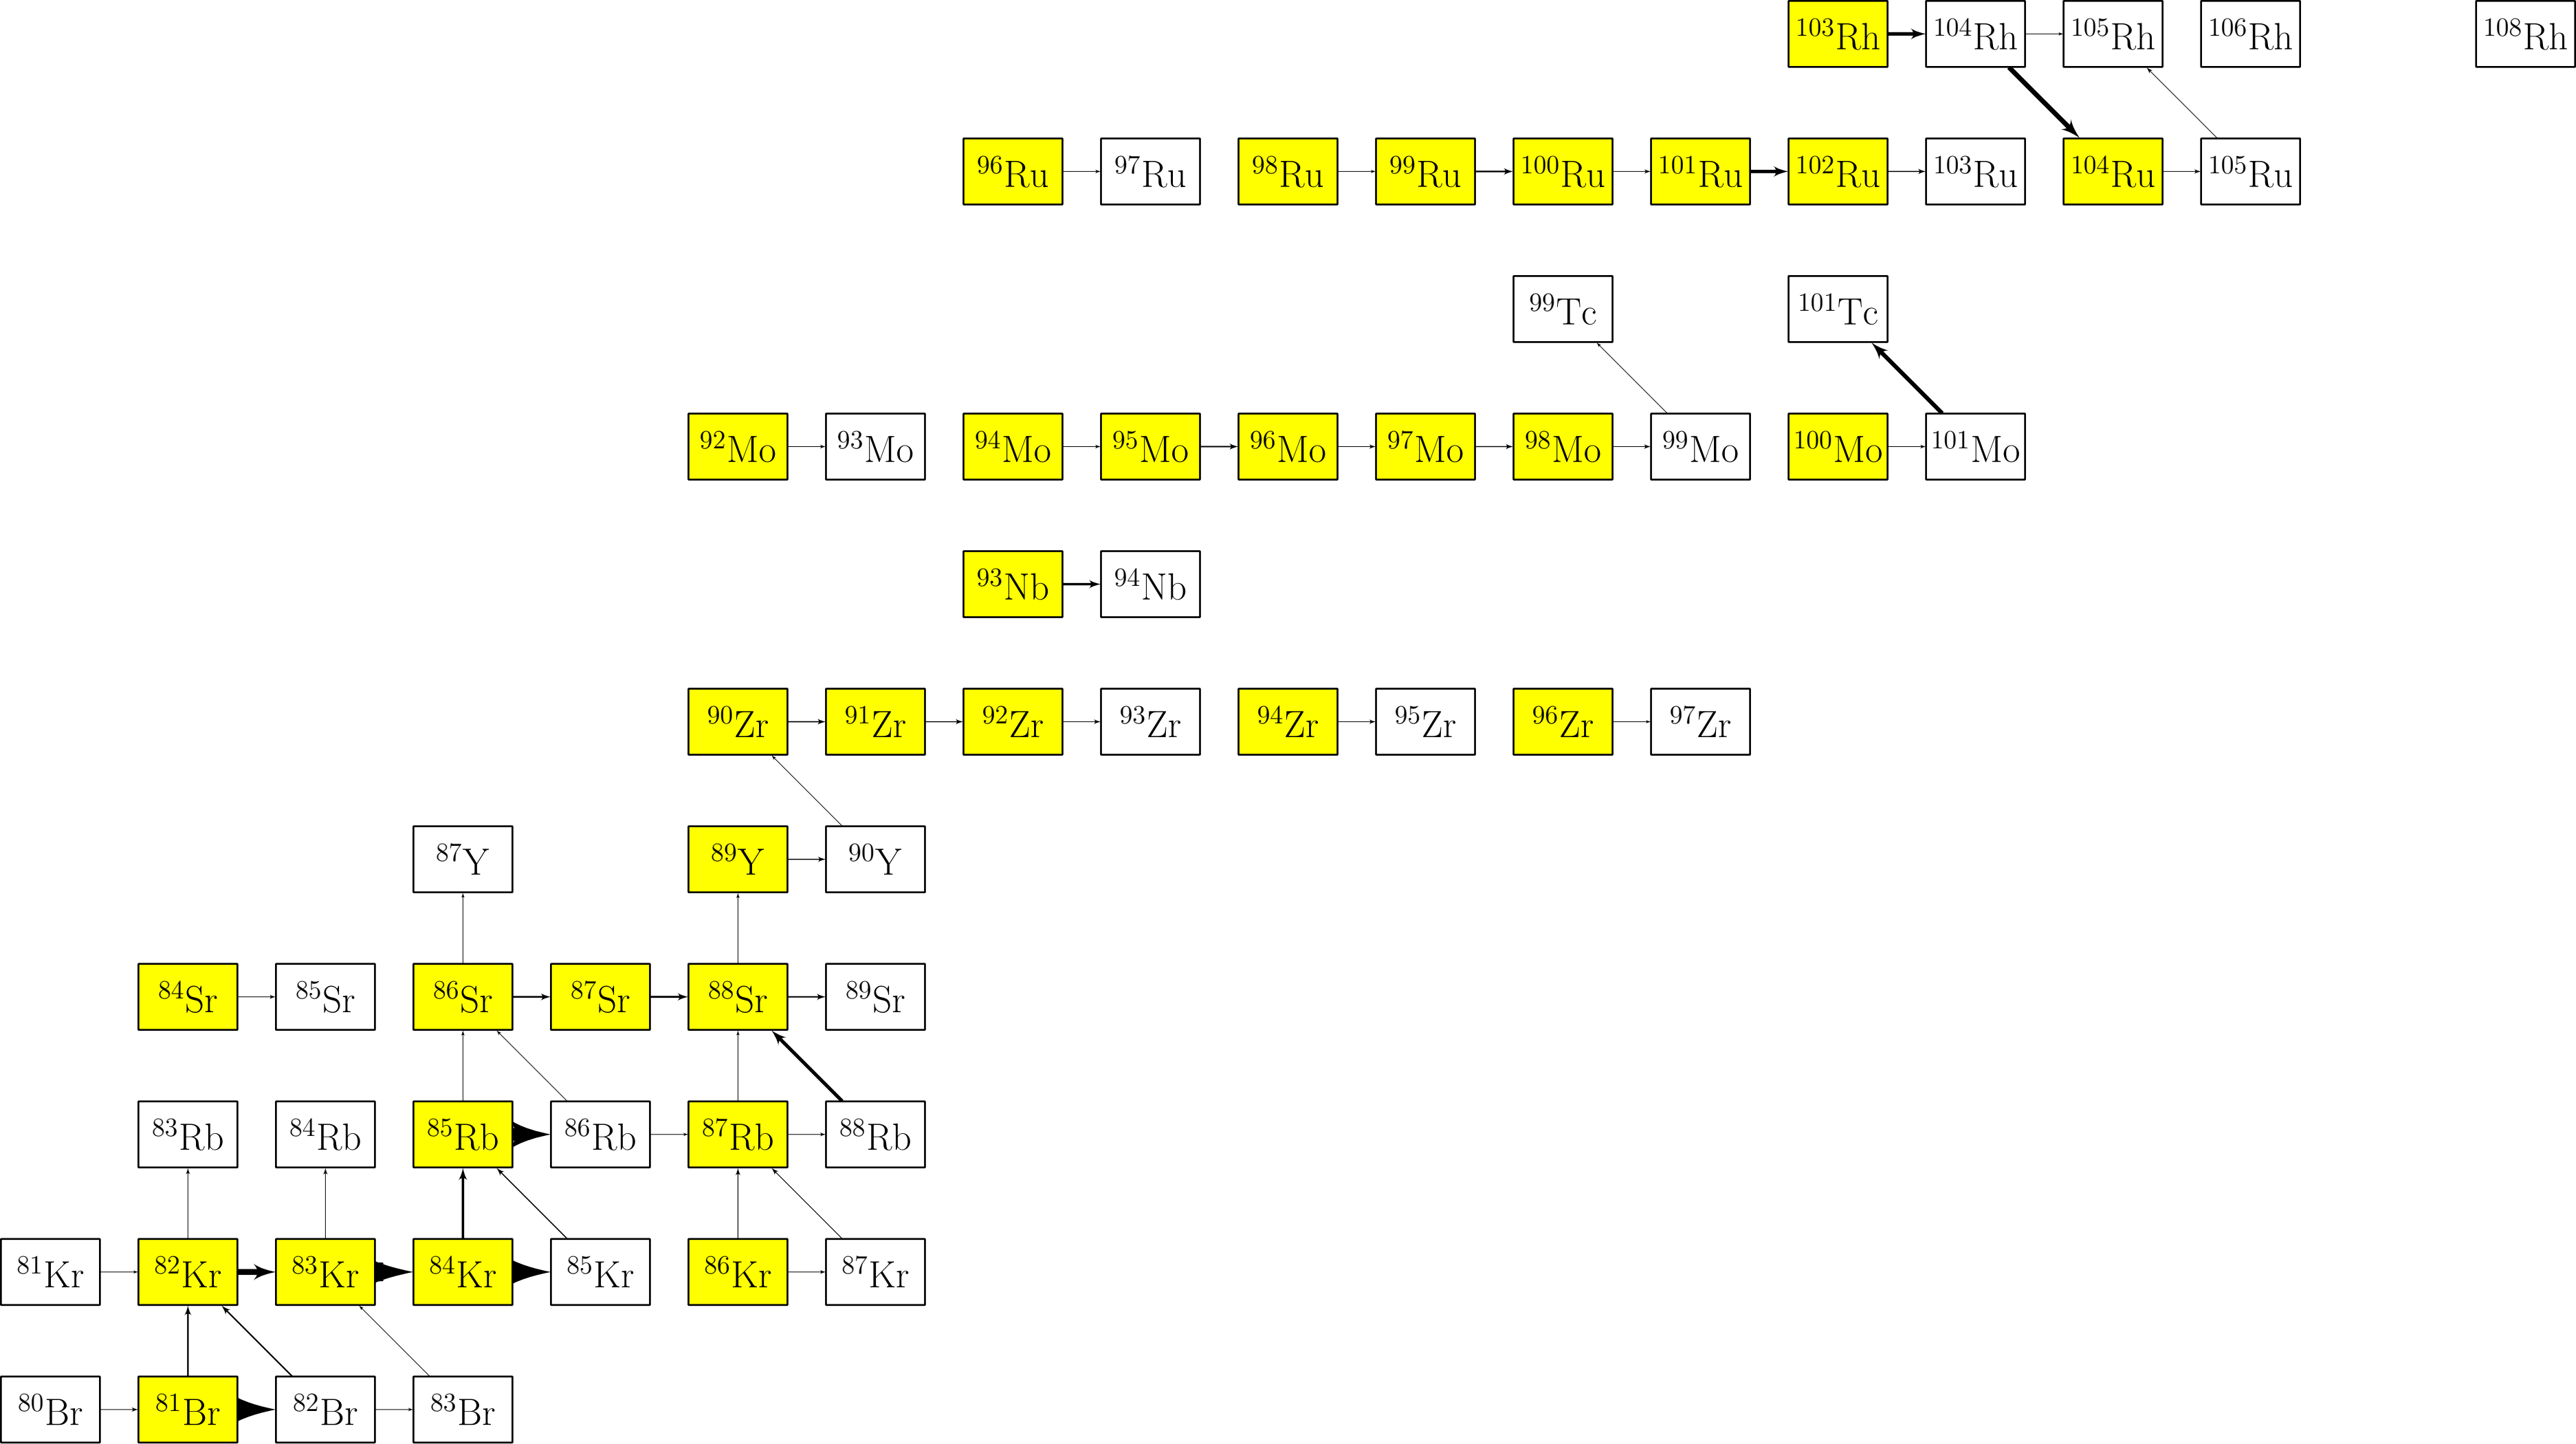 ¹⁰³Rh ¹⁰⁴Rh ¹⁰⁵Rh ¹⁰⁶Rh ¹⁰⁸Rh
⁹⁶Ru ⁹⁷Ru ⁹⁸Ru ⁹⁹Ru ¹⁰⁰Ru ¹⁰¹Ru ¹⁰²Ru ¹⁰³Ru ¹⁰⁴Ru ¹⁰⁵Ru
⁹⁹Tc ¹⁰¹Tc
⁹²Mo ⁹³Mo ⁹⁴Mo ⁹⁵Mo ⁹⁶Mo ⁹⁷Mo ⁹⁸Mo ⁹⁹Mo ¹⁰⁰Mo ¹⁰¹Mo
⁹³Nb ⁹⁴Nb
⁹⁰Zr ⁹¹Zr ⁹²Zr ⁹³Zr ⁹⁴Zr ⁹⁵Zr ⁹⁶Zr ⁹⁷Zr
⁸⁷Y ⁸⁹Y ⁹⁰Y
⁸⁴Sr ⁸⁵Sr ⁸⁶Sr ⁸⁷Sr ⁸⁸Sr ⁸⁹Sr
⁸³Rb ⁸⁴Rb ⁸⁵Rb ⁸⁶Rb ⁸⁷Rb ⁸⁸Rb
⁸¹Kr ⁸²Kr ⁸³Kr ⁸⁴Kr ⁸⁵Kr ⁸⁶Kr ⁸⁷Kr
⁸⁰Br ⁸¹Br ⁸²Br ⁸³Br